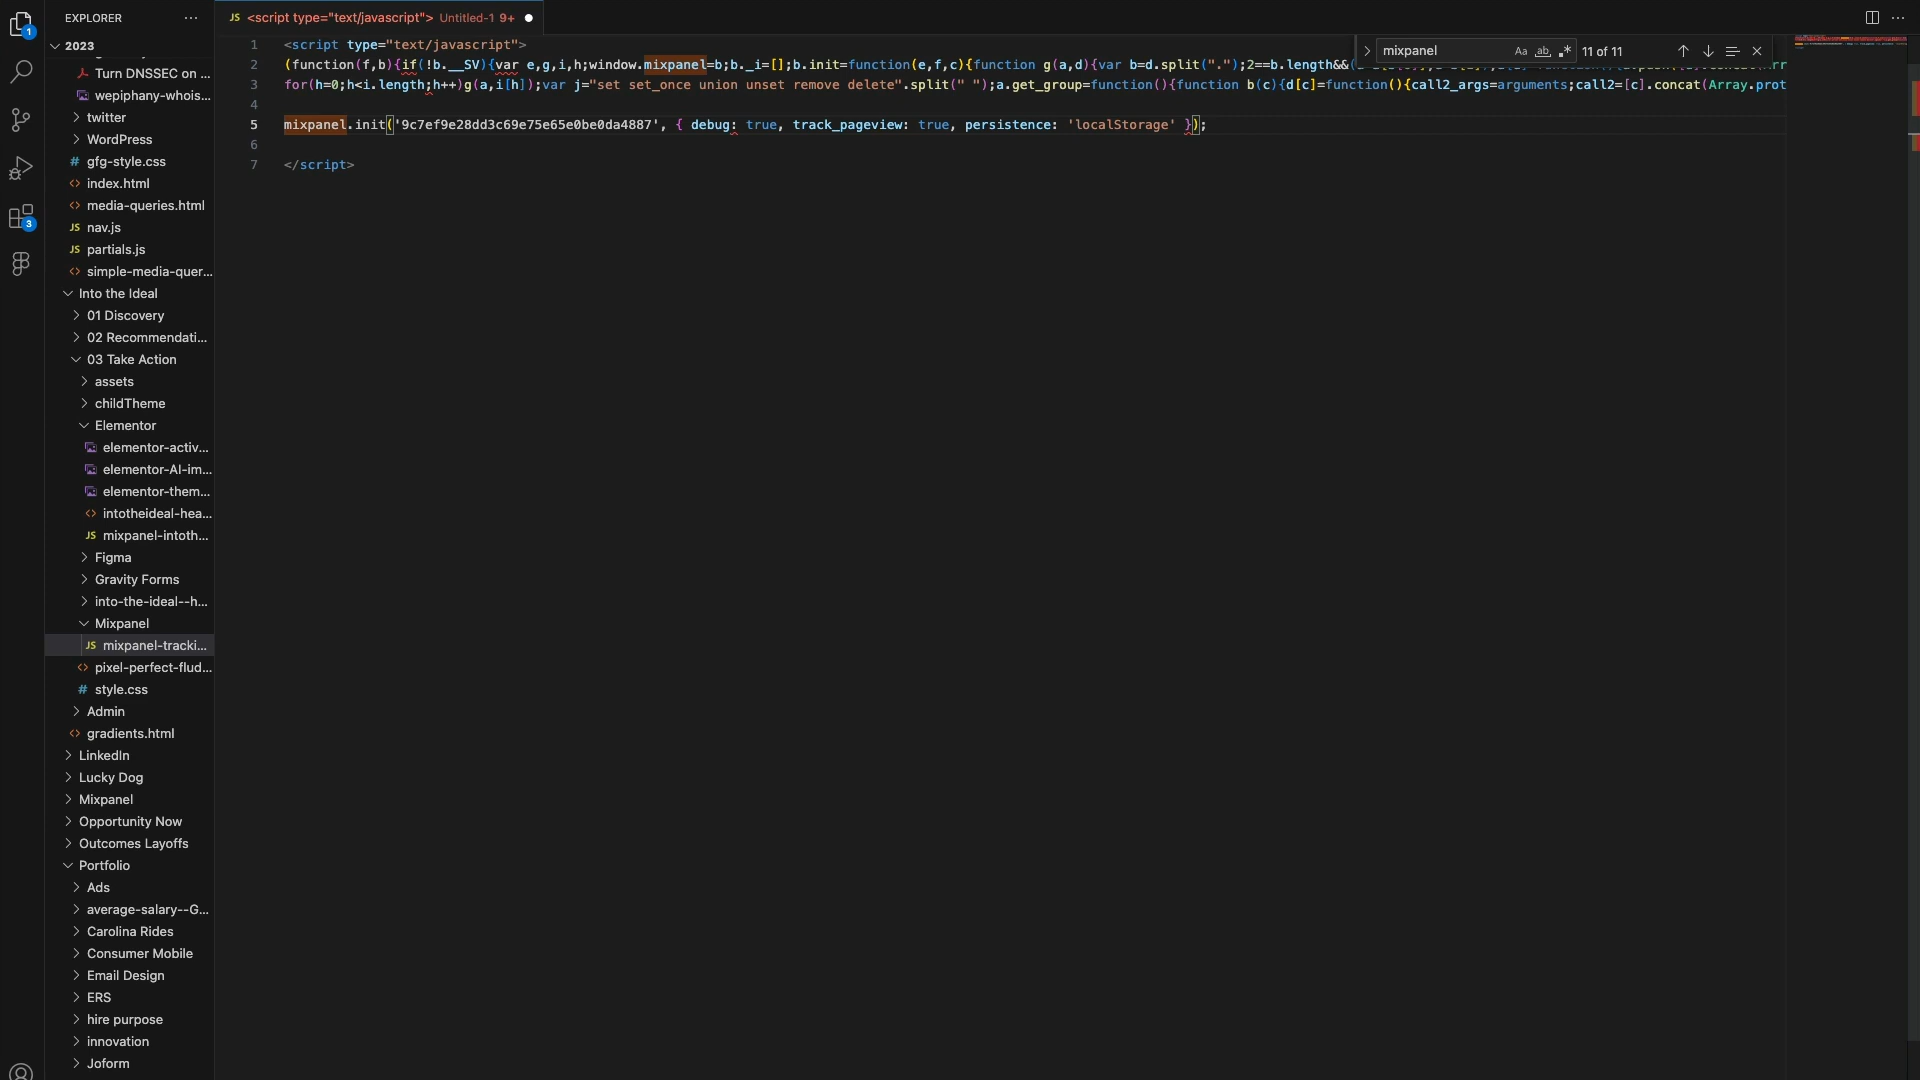 EXPLORER
2023
Turn DNSSEC on ...
wepiphany-whois...
twitter
WordPress
gfg-style.css
index.html
media-queries.html
nav.js
partials.js
simple-media-quer...
Into the Ideal
01 Discovery
02 Recommendati...
03 Take Action
assets
childTheme
Elementor
elementor-activ...
elementor-AI-im...
elementor-them...
intotheideal-hea...
mixpanel-intoth...
Figma
Gravity Forms
into-the-ideal--h...
Mixpanel
mixpanel-tracki...
pixel-perfect-flud...
style.css
Admin
gradients.html
LinkedIn
Lucky Dog
Mixpanel
Opportunity Now
Outcomes Layoffs
Portfolio
Ads
average-salary--G...
Carolina Rides
Consumer Mobile
Email Design
ERS
hire purpose
innovation
Joform
1
3
JS <script type="text/javascript"> Untitled-1 9+
mixpanel Aa ab .* 11 of 11
1 <script type="text/javascript">
2 (function(f,b){if(!b.__SV){var e,g,i,h;window.mixpanel=b;b._i=[];b.init=function(e,f,c){function g(a,d){var b=d.split(".");2==b.length&&(
3 for(h=0;h<i.length;h++)g(a,i[h]);var j="set set_once union unset remove delete".split(" ");a.get_group=function(){function b(c){d[c]=function(){call2_args=arguments;call2=[c].concat(Array.prot
4
5 mixpanel.init('9c7ef9e28dd3c69e75e65e0be0da4887', { debug: true, track_pageview: true, persistence: 'localStorage' });
6
7 </script>